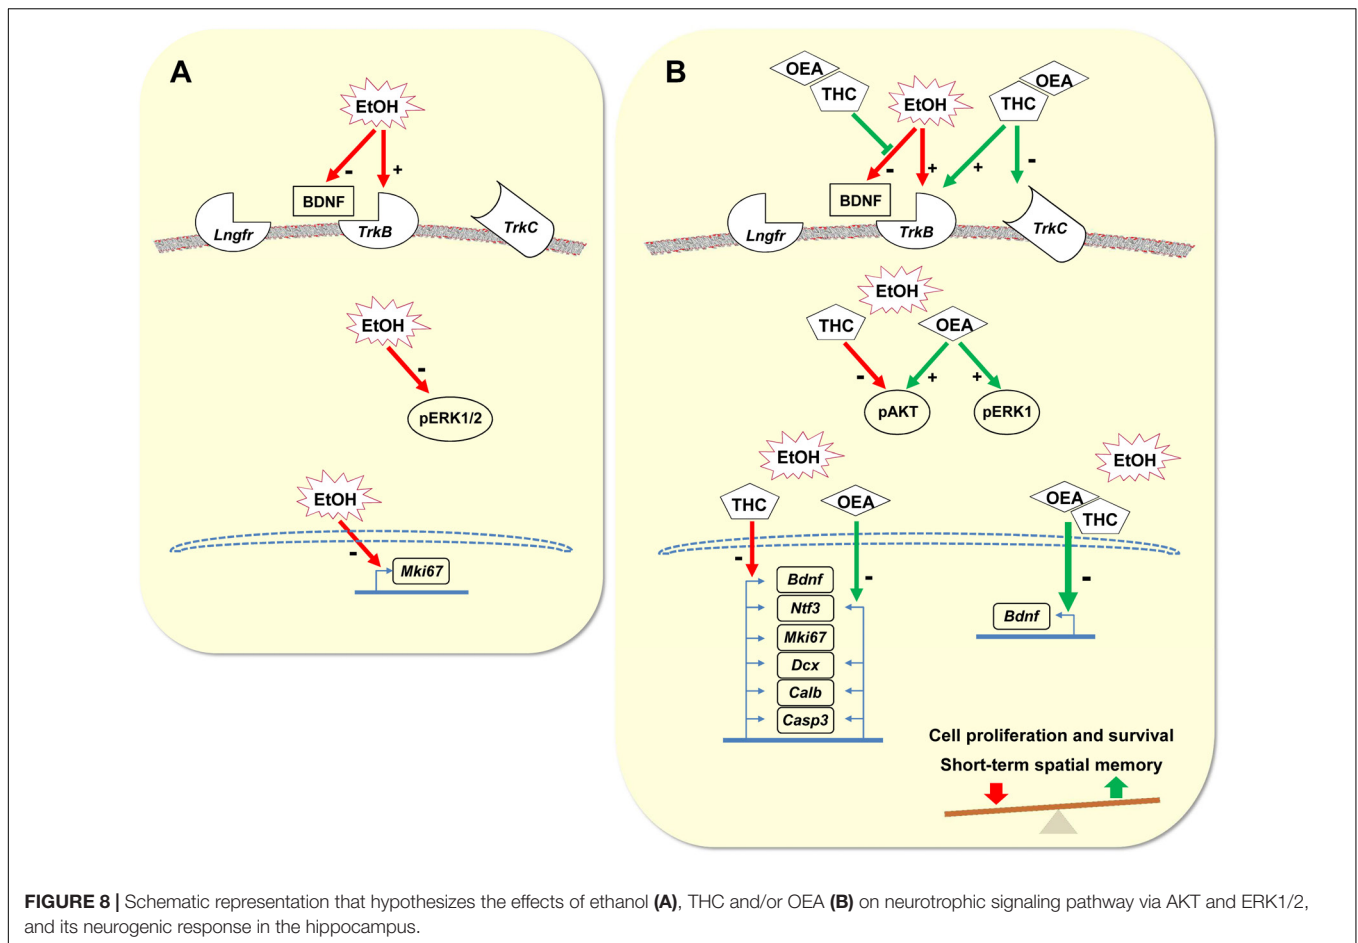 A
EtOH
-
+
BDNF
Lngfr
TrkB
TrkC
EtOH
-
pERK1/2
EtOH
-
Mki67
B
OEA
THC
EtOH
THC
OEA
-
+
+
-
BDNF
Lngfr
TrkB
TrkC
EtOH
THC
OEA
-
+
+
pAKT
pERK1
EtOH
THC
OEA
-
-
Bdnf
Ntf3
Mki67
Dcx
Calb
Casp3
EtOH
OEA
THC
-
Bdnf
Cell proliferation and survival
Short-term spatial memory
FIGURE 8 | Schematic representation that hypothesizes the effects of ethanol (A), THC and/or OEA (B) on neurotrophic signaling pathway via AKT and ERK1/2,
and its neurogenic response in the hippocampus.